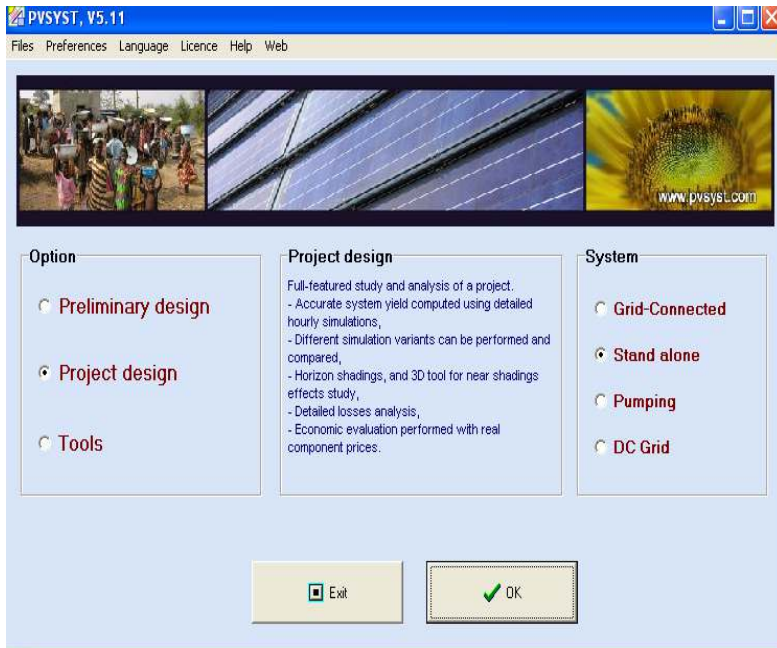 PVSYST, V5.11
Files Preferences Language Licence Help Web
www.pvsyst.com
Option
Preliminary design
Project design
Tools
Project design
Full-featured study and analysis of a project.
- Accurate system yield computed using detailed
hourly simulations,
- Different simulation variants can be performed and
compared,
- Horizon shadings, and 3D tool for near shadings
effects study,
- Detailed losses analysis,
- Economic evaluation performed with real
component prices.
System
Grid-Connected
Stand alone
Pumping
DC Grid
Exit
OK